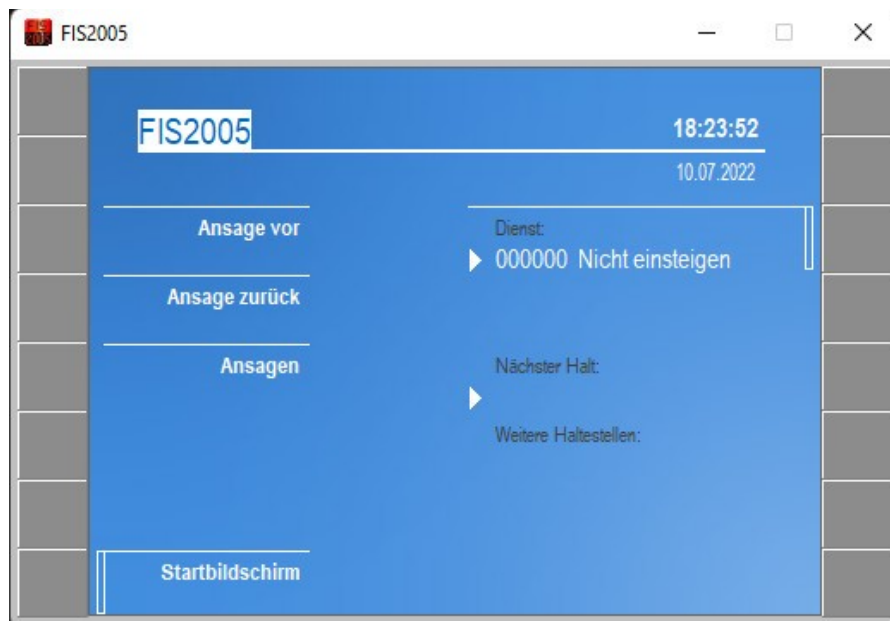 FIS2005
FIS2005
18:23:52
10.07.2022
Ansage vor
Ansage zurück
Ansagen
Startbildschirm
Dienst:
000000 Nicht einsteigen
Nächster Halt:
Weitere Haltestellen: